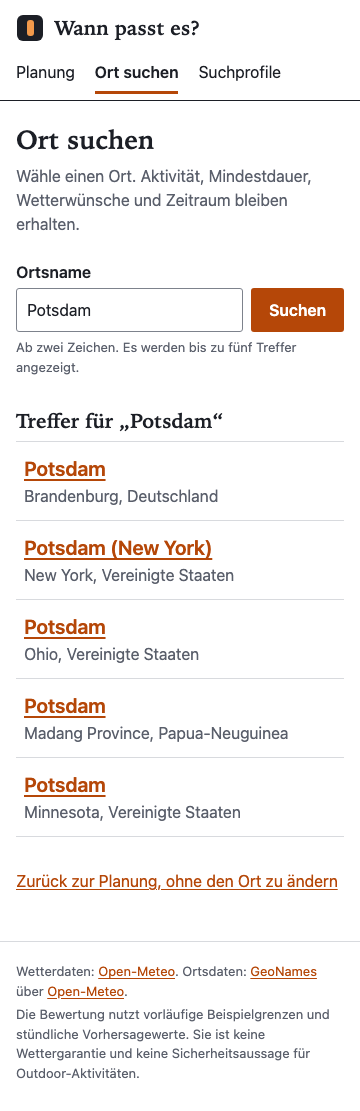 Wann passt es?
Planung Ort suchen Suchprofile
Ort suchen
Wähle einen Ort. Aktivität, Mindestdauer,
Wetterwünsche und Zeitraum bleiben
erhalten.
Ortsname
Potsdam Suchen
Ab zwei Zeichen. Es werden bis zu fünf Treffer
angezeigt.
Treffer für „Potsdam“
Potsdam
Brandenburg, Deutschland
Potsdam (New York)
New York, Vereinigte Staaten
Potsdam
Ohio, Vereinigte Staaten
Potsdam
Madang Province, Papua-Neuguinea
Potsdam
Minnesota, Vereinigte Staaten
Zurück zur Planung, ohne den Ort zu ändern
Wetterdaten: Open-Meteo. Ortsdaten: GeoNames
über Open-Meteo.
Die Bewertung nutzt vorläufige Beispielgrenzen und
stündliche Vorhersagewerte. Sie ist keine
Wettergarantie und keine Sicherheitsaussage für
Outdoor-Aktivitäten.